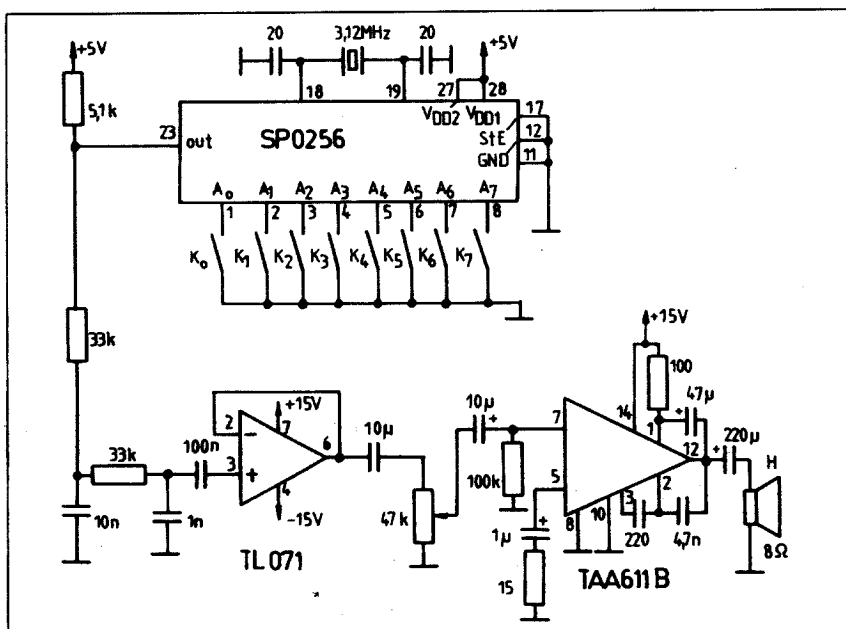 20 3,12MHz 20
+5V +5V
5,1k
18 19 27 28
VDD2 VDD1
17
SP0256
StE 12
23 out
GND 11
A0 A1 A2 A3 A4 A5 A6 A7
1 2 3 4 5 6 7 8
K0 K1 K2 K3 K4 K5 K6 K7
33k
+15V
100
47µ
+15V
10µ +
14 +
1
2 7
6 10µ
7
12 220µ
33k 100n
3
+
− +
H
5
2
4
100k
3
10n 1n
−15V
47k
+
8 10
220 4,7n
1µ
8Ω
TL071
15
TAA611B